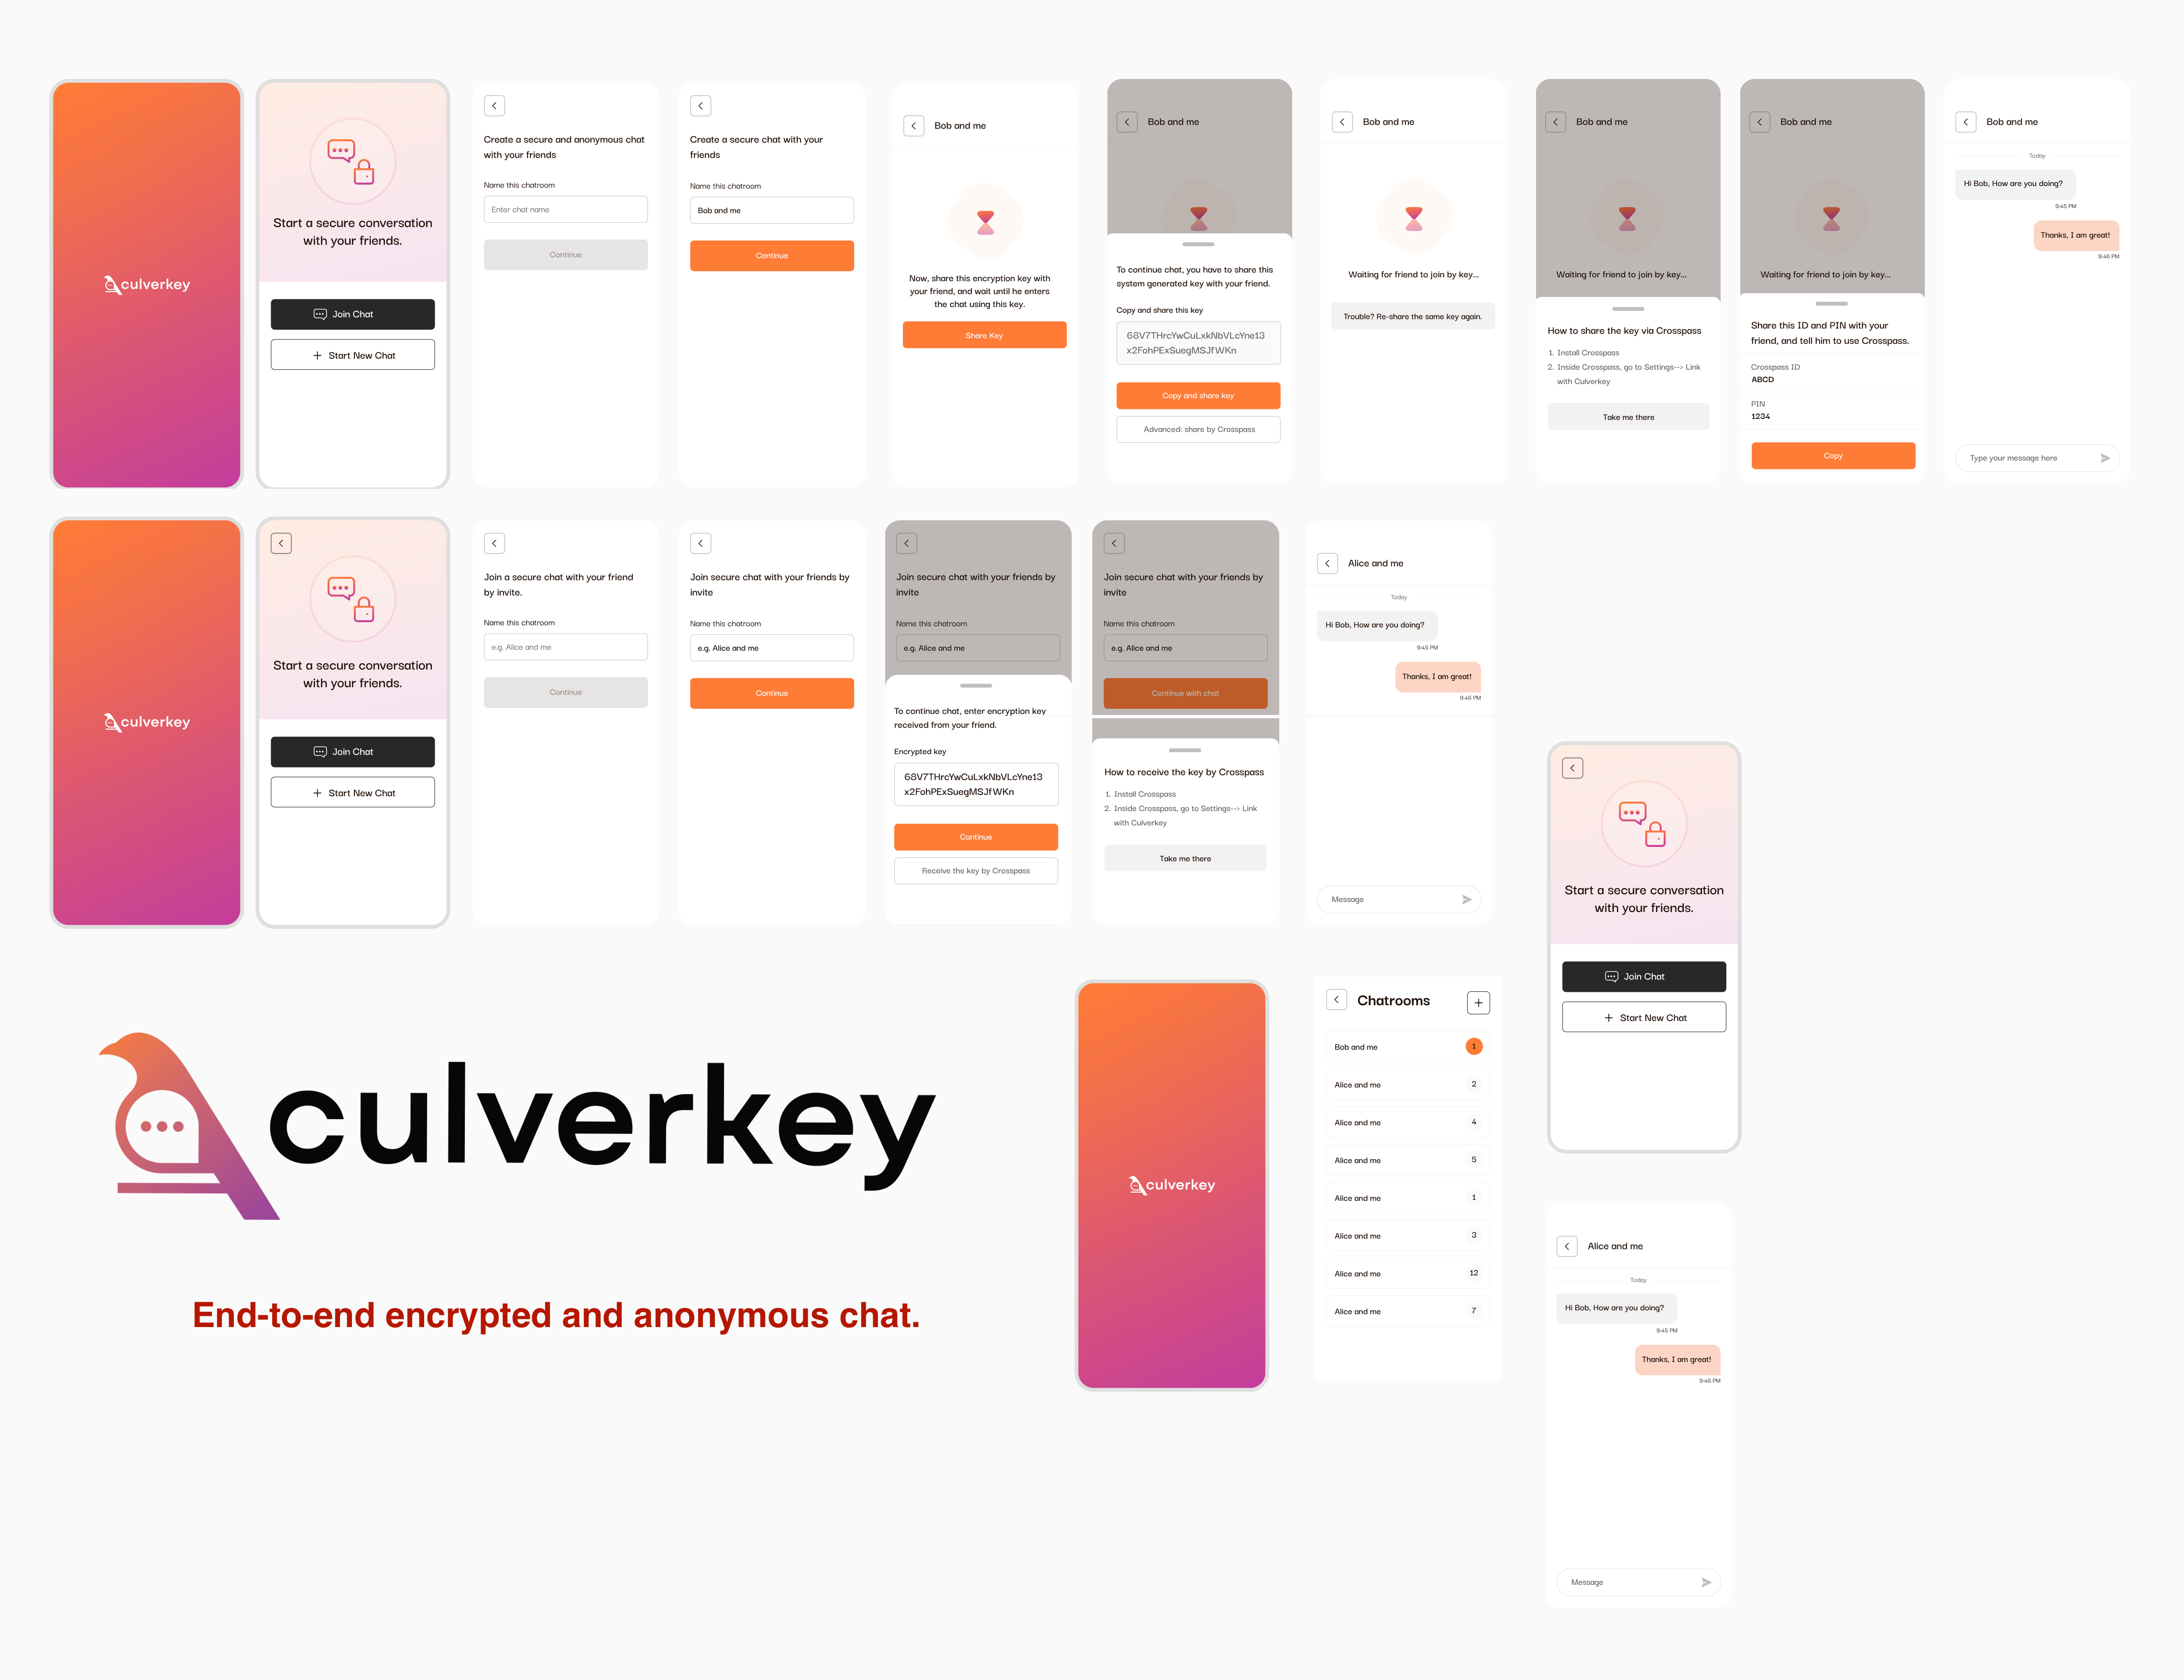 culverkey
Start a secure conversation
with your friends.
Join Chat
Start New Chat
Create a secure and anonymous chat
with your friends
Name this chatroom
Enter chat name
Continue
Create a secure chat with your
friends
Name this chatroom
Bob and me
Continue
Bob and me
Now, share this encryption key with
your friend, and wait until he enters
the chat using this key.
Share Key
Bob and me
To continue chat, you have to share this
system generated key with your friend.
Copy and share this key
68V7THrcYwCuLxkNbVLcYne13
x2FohPExSuegMSJfWKn
Copy and share key
Advanced: share by Crosspass
Bob and me
Waiting for friend to join by key...
Trouble? Re-share the same key again.
Bob and me
Waiting for friend to join by key...
How to share the key via Crosspass
1. Install Crosspass
2. Inside Crosspass, go to Settings--> Link
with Culverkey
Take me there
Bob and me
Waiting for friend to join by key...
Share this ID and PIN with your
friend, and tell him to use Crosspass.
Crosspass ID
ABCD
PIN
1234
Copy
Bob and me
Today
Hi Bob, How are you doing?
9:45 PM
Thanks, I am great!
9:46 PM
Type your message here
culverkey
Start a secure conversation
with your friends.
Join Chat
Start New Chat
Join a secure chat with your friend
by invite.
Name this chatroom
e.g. Alice and me
Continue
Join secure chat with your friends by
invite
Name this chatroom
e.g. Alice and me
Continue
Join secure chat with your friends by
invite
Name this chatroom
e.g. Alice and me
To continue chat, enter encryption key
received from your friend.
Encrypted key
68V7THrcYwCuLxkNbVLcYne13
x2FohPExSuegMSJfWKn
Continue
Receive the key by Crosspass
Join secure chat with your friends by
invite
Name this chatroom
e.g. Alice and me
Continue with chat
How to receive the key by Crosspass
1. Install Crosspass
2. Inside Crosspass, go to Settings--> Link
with Culverkey
Take me there
Alice and me
Today
Hi Bob, How are you doing?
9:45 PM
Thanks, I am great!
9:46 PM
Message
Start a secure conversation
with your friends.
Join Chat
Start New Chat
culverkey
End-to-end encrypted and anonymous chat.
culverkey
Chatrooms
Bob and me 1
Alice and me 2
Alice and me 4
Alice and me 5
Alice and me 1
Alice and me 3
Alice and me 12
Alice and me 7
Alice and me
Today
Hi Bob, How are you doing?
9:45 PM
Thanks, I am great!
9:46 PM
Message